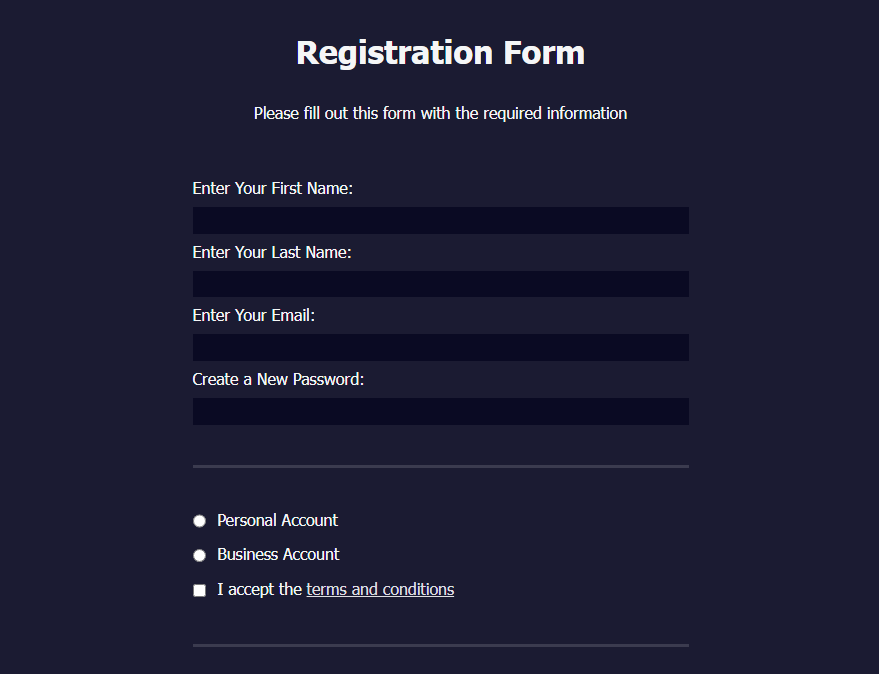 Registration Form
Please fill out this form with the required information
Enter Your First Name:
Enter Your Last Name:
Enter Your Email:
Create a New Password:
Personal Account
Business Account
I accept the terms and conditions